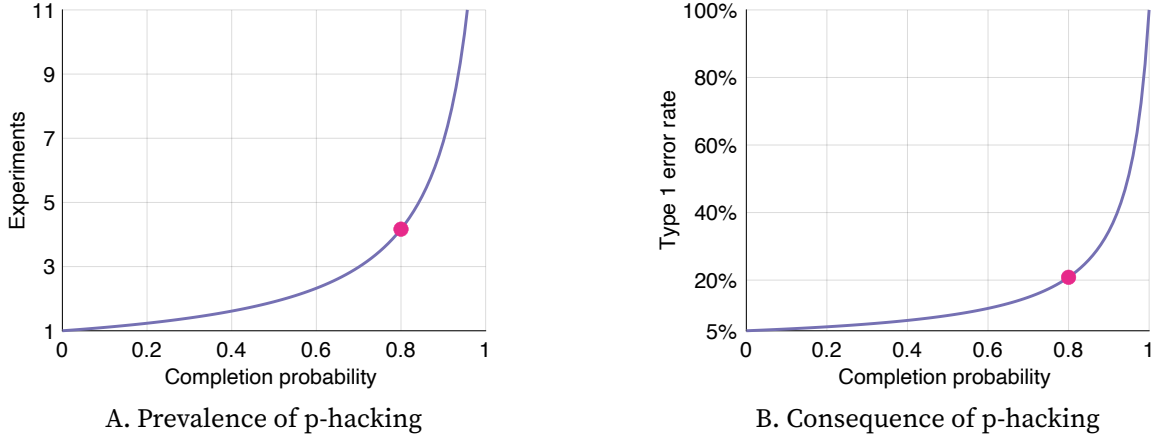 11
9
7
5
3
1
Experiments
0 0.2 0.4 0.6 0.8 1
Completion probability
A. Prevalence of p-hacking
100%
80%
60%
40%
20%
5%
Type 1 error rate
0 0.2 0.4 0.6 0.8 1
Completion probability
B. Consequence of p-hacking